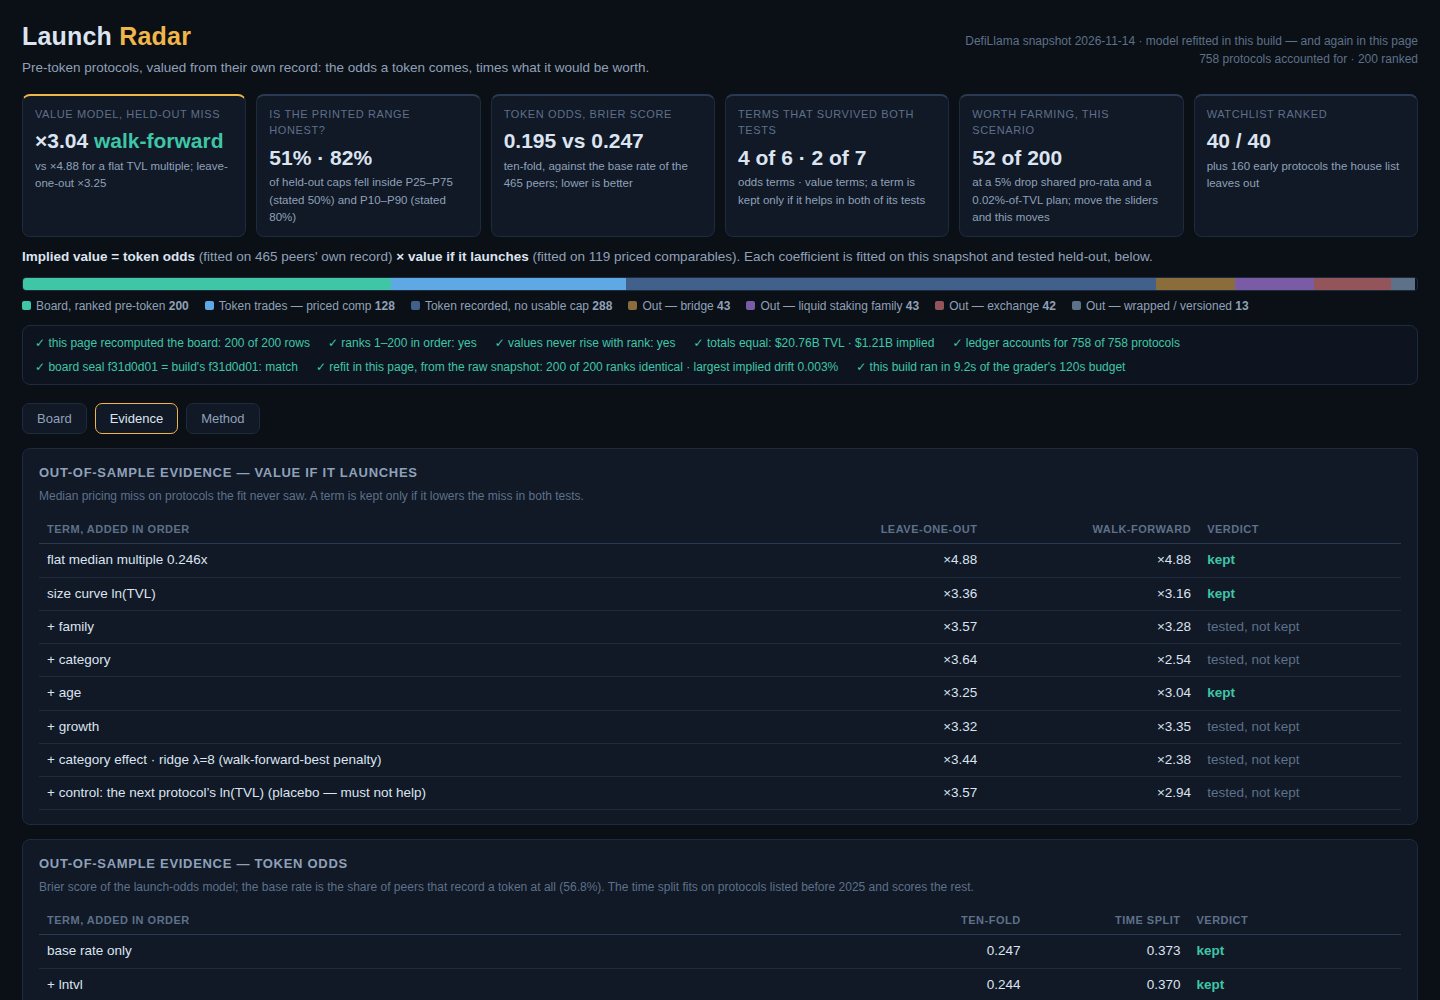 Launch Radar
DefiLlama snapshot 2026-11-14 · model refitted in this build — and again in this page
Pre-token protocols, valued from their own record: the odds a token comes, times what it would be worth.
758 protocols accounted for · 200 ranked
VALUE MODEL, HELD-OUT MISS
×3.04 walk-forward
vs ×4.88 for a flat TVL multiple; leave-
one-out ×3.25
IS THE PRINTED RANGE
HONEST?
51% · 82%
of held-out caps fell inside P25–P75
(stated 50%) and P10–P90 (stated
80%)
TOKEN ODDS, BRIER SCORE
0.195 vs 0.247
ten-fold, against the base rate of the
465 peers; lower is better
TERMS THAT SURVIVED BOTH
TESTS
4 of 6 · 2 of 7
odds terms · value terms; a term is
kept only if it helps in both of its tests
WORTH FARMING, THIS
SCENARIO
52 of 200
at a 5% drop shared pro-rata and a
0.02%-of-TVL plan; move the sliders
and this moves
WATCHLIST RANKED
40 / 40
plus 160 early protocols the house list
leaves out
Implied value = token odds (fitted on 465 peers' own record) × value if it launches (fitted on 119 priced comparables). Each coefficient is fitted on this snapshot and tested held-out, below.
Board, ranked pre-token 200 Token trades — priced comp 128 Token recorded, no usable cap 288 Out — bridge 43 Out — liquid staking family 43 Out — exchange 42 Out — wrapped / versioned 13
✓ this page recomputed the board: 200 of 200 rows ✓ ranks 1–200 in order: yes ✓ values never rise with rank: yes ✓ totals equal: $20.76B TVL · $1.21B implied ✓ ledger accounts for 758 of 758 protocols
✓ board seal f31d0d01 = build's f31d0d01: match ✓ refit in this page, from the raw snapshot: 200 of 200 ranks identical · largest implied drift 0.003% ✓ this build ran in 9.2s of the grader's 120s budget
Board Evidence Method
OUT-OF-SAMPLE EVIDENCE — VALUE IF IT LAUNCHES
Median pricing miss on protocols the fit never saw. A term is kept only if it lowers the miss in both tests.
TERM, ADDED IN ORDER LEAVE-ONE-OUT WALK-FORWARD VERDICT
flat median multiple 0.246x ×4.88 ×4.88 kept
size curve ln(TVL) ×3.36 ×3.16 kept
+ family ×3.57 ×3.28 tested, not kept
+ category ×3.64 ×2.54 tested, not kept
+ age ×3.25 ×3.04 kept
+ growth ×3.32 ×3.35 tested, not kept
+ category effect · ridge λ=8 (walk-forward-best penalty) ×3.44 ×2.38 tested, not kept
+ control: the next protocol's ln(TVL) (placebo — must not help) ×3.57 ×2.94 tested, not kept
OUT-OF-SAMPLE EVIDENCE — TOKEN ODDS
Brier score of the launch-odds model; the base rate is the share of peers that record a token at all (56.8%). The time split fits on protocols listed before 2025 and scores the rest.
TERM, ADDED IN ORDER TEN-FOLD TIME SPLIT VERDICT
base rate only 0.247 0.373 kept
+ lntvl 0.244 0.370 kept